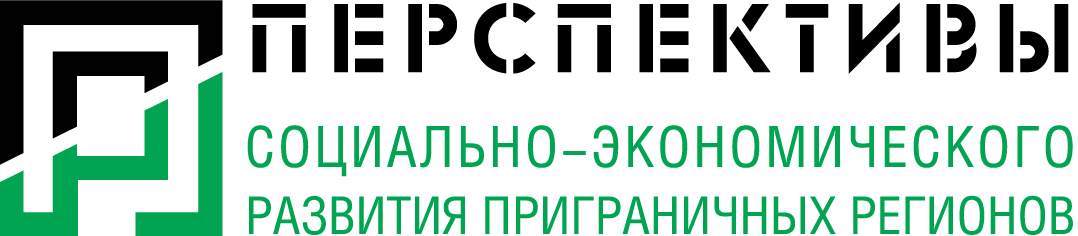 ПЕРСПЕКТИВЫ
СОЦИАЛЬНО-ЭКОНОМИЧЕСКОГО
РАЗВИТИЯ ПРИГРАНИЧНЫХ РЕГИОНОВ